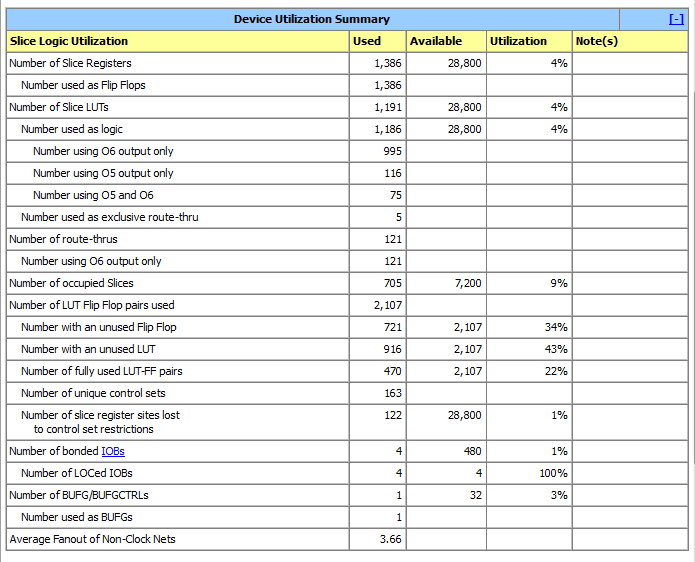 Device Utilization Summary [-]
Slice Logic Utilization Used Available Utilization Note(s)
Number of Slice Registers 1,386 28,800 4%
Number used as Flip Flops 1,386
Number of Slice LUTs 1,191 28,800 4%
Number used as logic 1,186 28,800 4%
Number using O6 output only 995
Number using O5 output only 116
Number using O5 and O6 75
Number used as exclusive route-thru 5
Number of route-thrus 121
Number using O6 output only 121
Number of occupied Slices 705 7,200 9%
Number of LUT Flip Flop pairs used 2,107
Number with an unused Flip Flop 721 2,107 34%
Number with an unused LUT 916 2,107 43%
Number of fully used LUT-FF pairs 470 2,107 22%
Number of unique control sets 163
Number of slice register sites lost 122 28,800 1%
to control set restrictions
Number of bonded IOBs 4 480 1%
Number of LOCed IOBs 4 4 100%
Number of BUFG/BUFGCTRLs 1 32 3%
Number used as BUFGs 1
Average Fanout of Non-Clock Nets 3.66